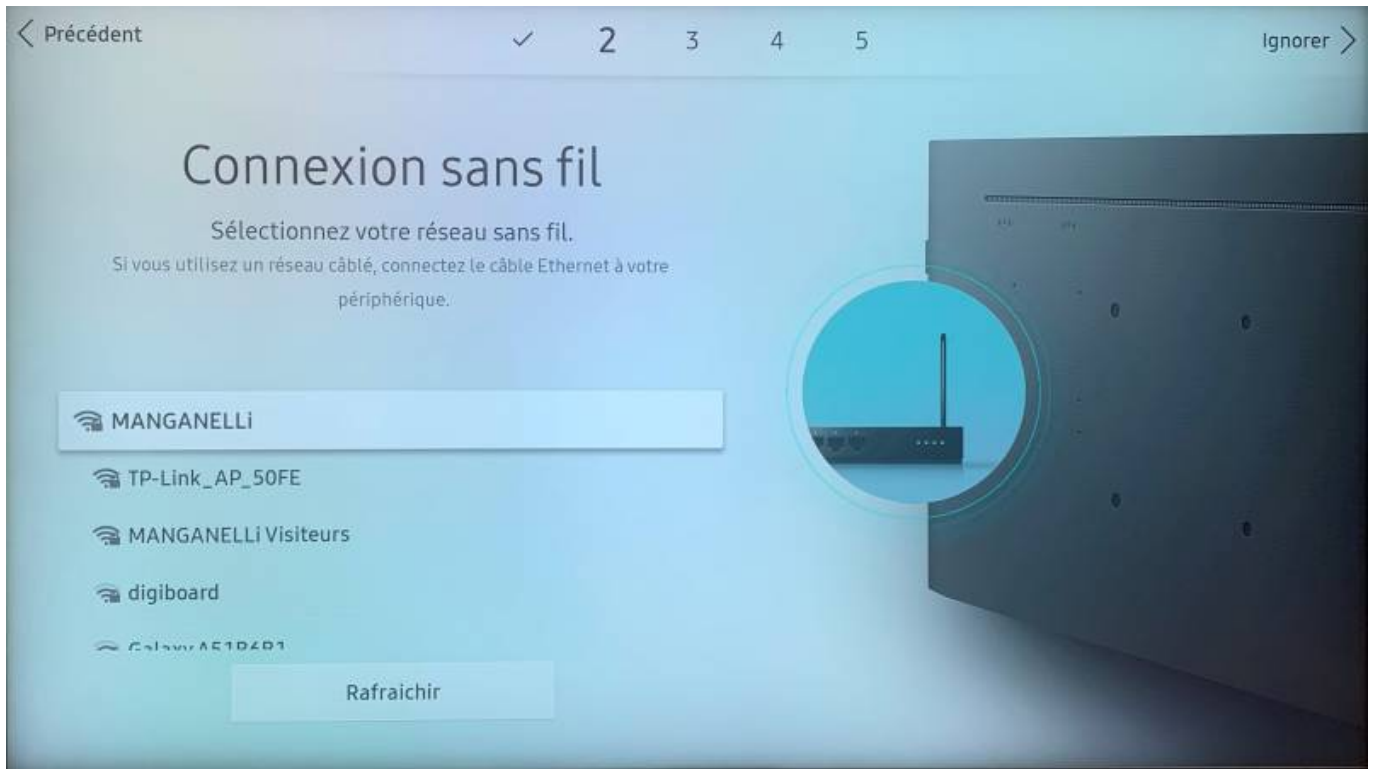 Précédent
2 3 4 5
Ignorer
Connexion sans fil
Sélectionnez votre réseau sans fil.
Si vous utilisez un réseau câblé, connectez le câble Ethernet à votre
périphérique.
MANGANELLi
TP-Link_AP_50FE
MANGANELLi Visiteurs
digiboard
Rafraichir